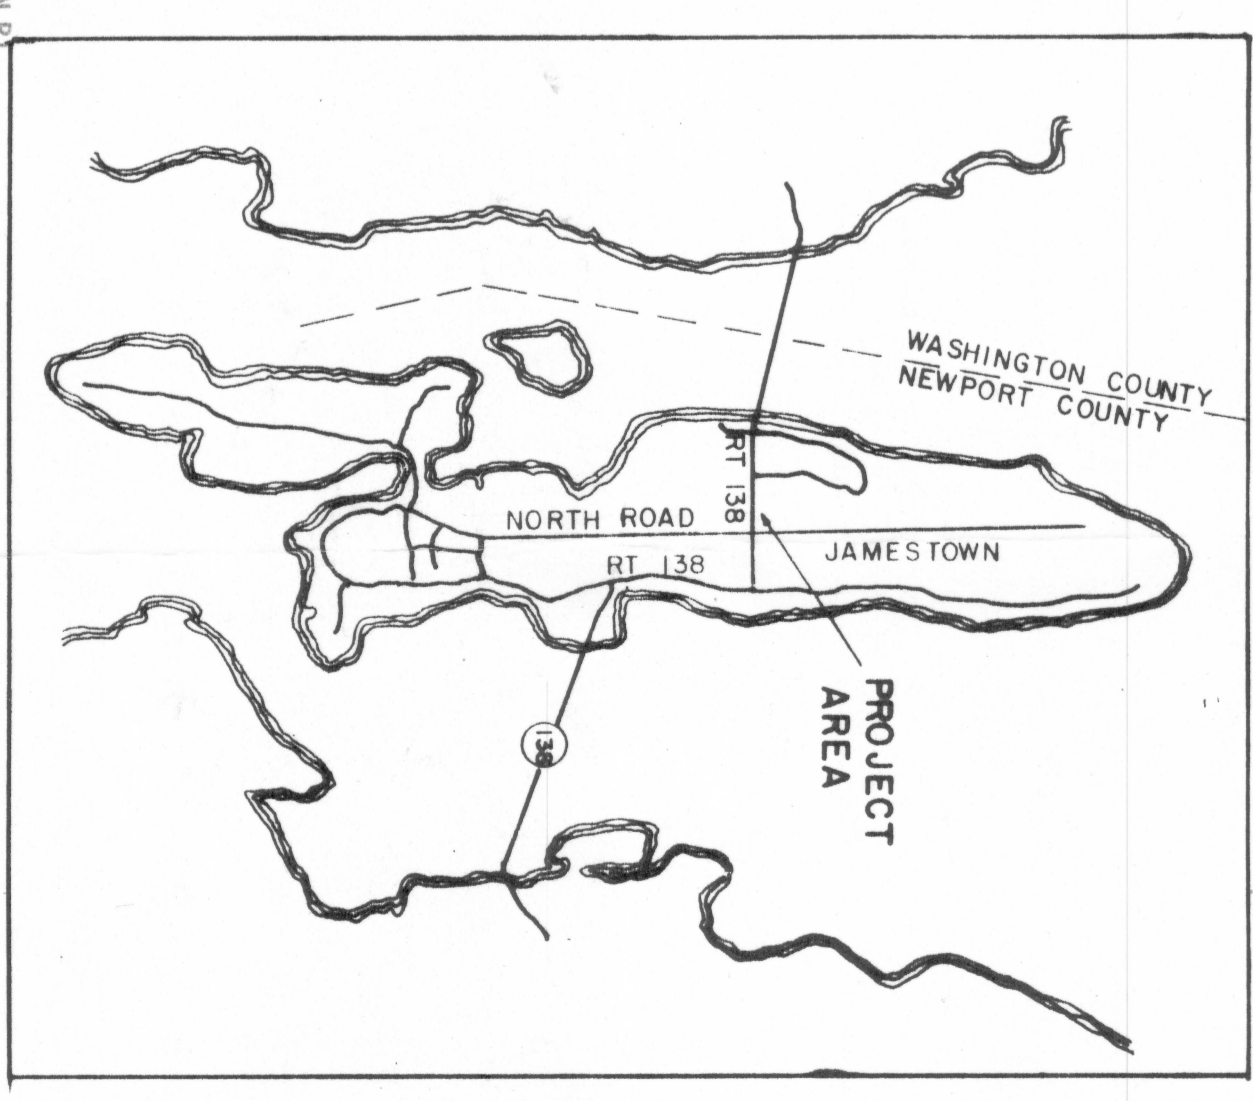 WASHINGTON COUNTY
NEWPORT COUNTY
RT 138
NORTH ROAD
JAMESTOWN
RT 138
PROJECT
AREA
138